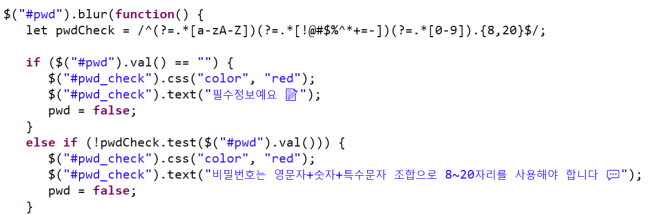 $("#pwd").blur(function() {
let pwdCheck = /^(?=.*[a-zA-Z])(?=.*[!@#$%^*+=-])(?=.*[0-9]).{8,20}$/;
if ($("#pwd").val() == "") {
$("#pwd_check").css("color", "red");
$("#pwd_check").text("필수정보예요 📝");
pwd = false;
}
else if (!pwdCheck.test($("#pwd").val())) {
$("#pwd_check").css("color", "red");
$("#pwd_check").text("비밀번호는 영문자+숫자+특수문자 조합으로 8~20자리를 사용해야 합니다 💬");
pwd = false;
}